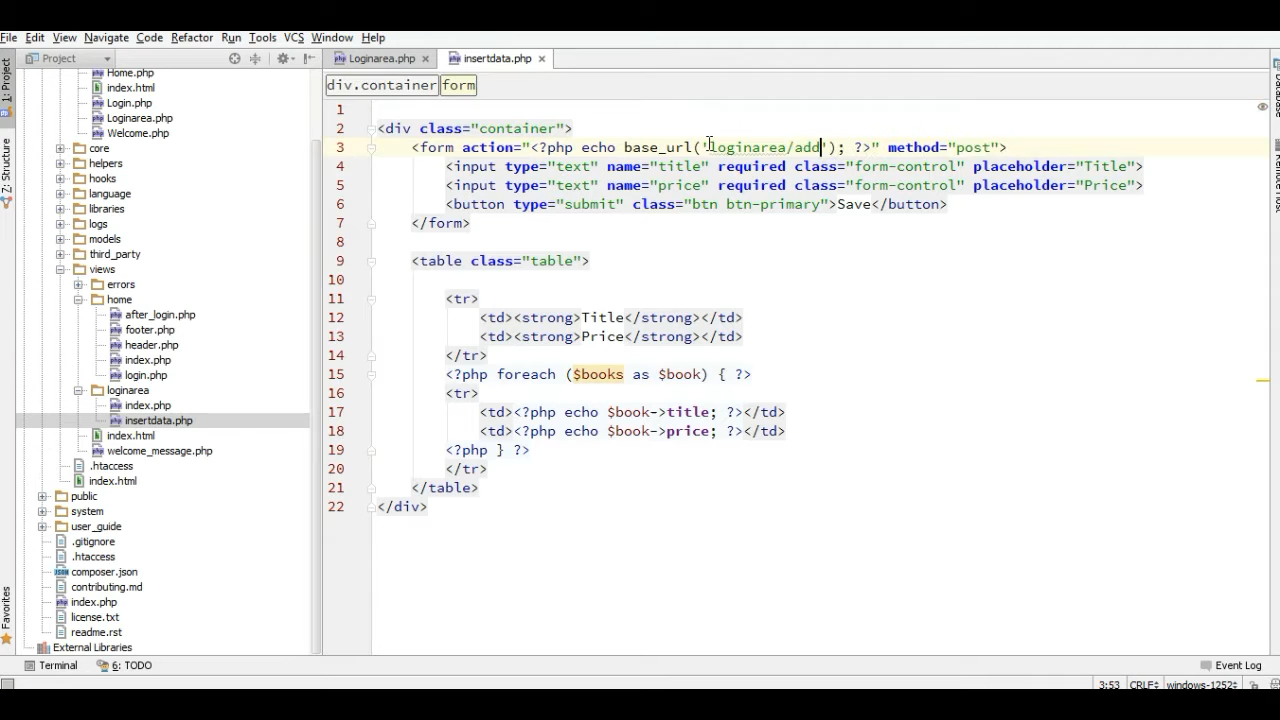 File Edit View Navigate Code Refactor Run Tools VCS Window Help
Project
Loginarea.php
insertdata.php
div.container form
1: Project
7: Structure
Favorites
Database
Home.php
index.html
Login.php
Loginarea.php
Welcome.php
core
helpers
hooks
language
libraries
logs
models
third_party
views
errors
home
after_login.php
footer.php
header.php
index.php
login.php
loginarea
index.php
insertdata.php
index.html
welcome_message.php
.htaccess
index.html
public
system
user_guide
.gitignore
.htaccess
composer.json
contributing.md
index.php
license.txt
readme.rst
External Libraries
1
2 <div class="container">
3 <form action="<?php echo base_url('loginarea/add'); ?>" method="post">
4 <input type="text" name="title" required class="form-control" placeholder="Title">
5 <input type="text" name="price" required class="form-control" placeholder="Price">
6 <button type="submit" class="btn btn-primary">Save</button>
7 </form>
8
9 <table class="table">
10
11 <tr>
12 <td><strong>Title</strong></td>
13 <td><strong>Price</strong></td>
14 </tr>
15 <?php foreach ($books as $book) { ?>
16 <tr>
17 <td><?php echo $book->title; ?></td>
18 <td><?php echo $book->price; ?></td>
19 <?php } ?>
20 </tr>
21 </table>
22 </div>
Terminal 6: TODO
Event Log
3:53 CRLF windows-1252